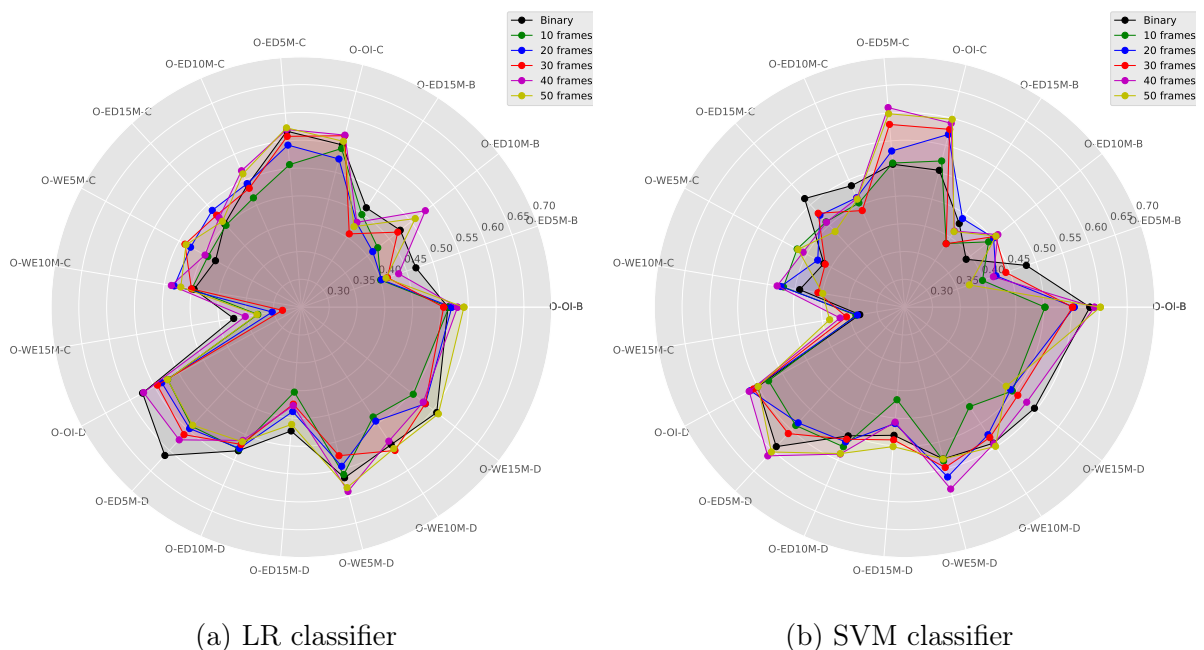 Binary
10 frames
20 frames
30 frames
40 frames
50 frames
O-ED5M-C
O-OI-C
O-ED10M-C
O-ED15M-B
O-ED15M-C
O-ED10M-B
O-WE5M-C
O-ED5M-B
O-WE10M-C
O-OI-B
O-WE15M-C
O-OI-D
O-WE15M-D
O-ED5M-D
O-WE10M-D
O-ED10M-D
O-WE5M-D
O-ED15M-D
0.30
0.35
0.40
0.45
0.50
0.55
0.60
0.65
0.70
(a) LR classifier
Binary
10 frames
20 frames
30 frames
40 frames
50 frames
O-ED5M-C
O-OI-C
O-ED10M-C
O-ED15M-B
O-ED15M-C
O-ED10M-B
O-WE5M-C
O-ED5M-B
O-WE10M-C
O-OI-B
O-WE15M-C
O-OI-D
O-WE15M-D
O-ED5M-D
O-WE10M-D
O-ED10M-D
O-WE5M-D
O-ED15M-D
0.30
0.35
0.40
0.45
0.50
0.55
0.60
0.65
0.70
(b) SVM classifier